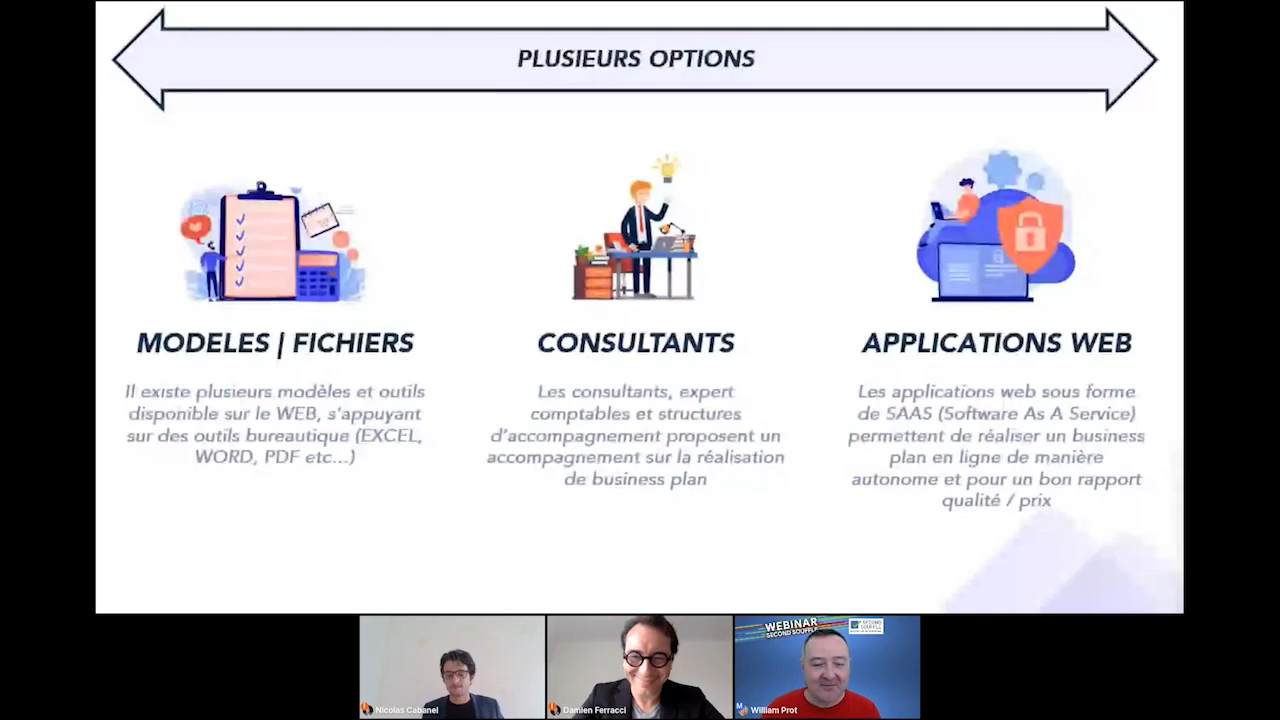 PLUSIEURS OPTIONS
MODELES | FICHIERS
Il existe plusieurs modèles et outils
disponible sur le WEB, s'appuyant
sur des outils bureautique (EXCEL,
WORD, PDF etc...)
CONSULTANTS
Les consultants, expert
comptables et structures
d'accompagnement proposent un
accompagnement sur la réalisation
de business plan
APPLICATIONS WEB
Les applications web sous forme
de SAAS (Software As A Service)
permettent de réaliser un business
plan en ligne de manière
autonome et pour un bon rapport
qualité / prix
Nicolas Cabanel
Damien Ferracci
WEBINAR
SECOND SOUFFLE
SECOND
SOUFFLE
William Prot